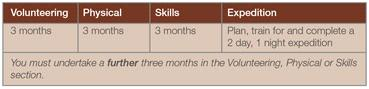 Volunteering Physical Skills Expedition
3 months 3 months 3 months Plan, train for and complete a
2 day, 1 night expedition
You must undertake a further three months in the Volunteering, Physical or Skills
section.